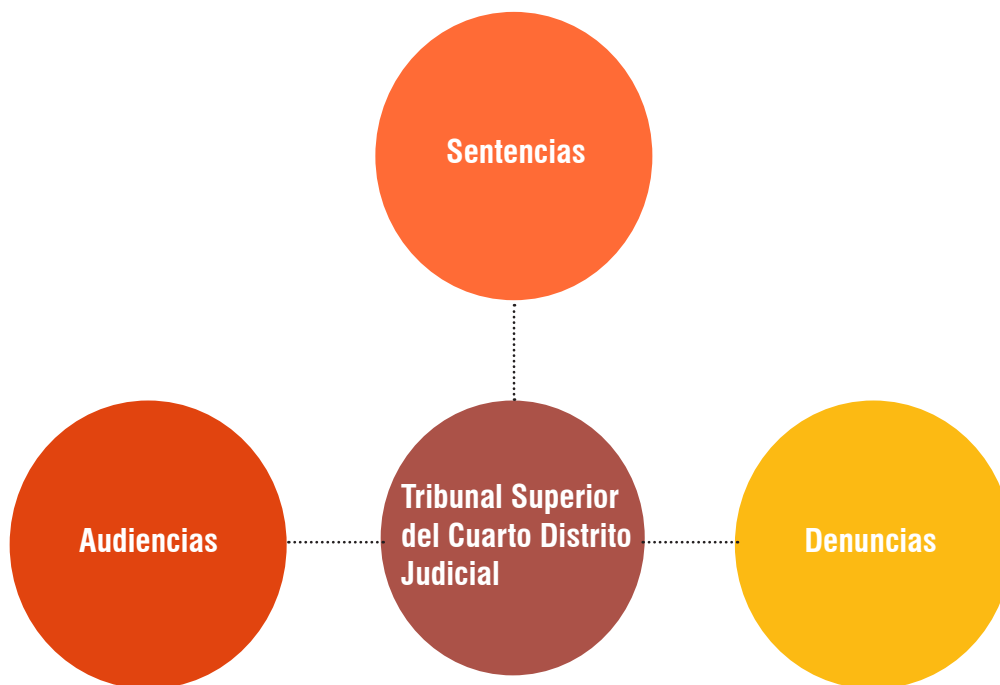 Sentencias
Audiencias
Tribunal Superior
del Cuarto Distrito
Judicial
Denuncias